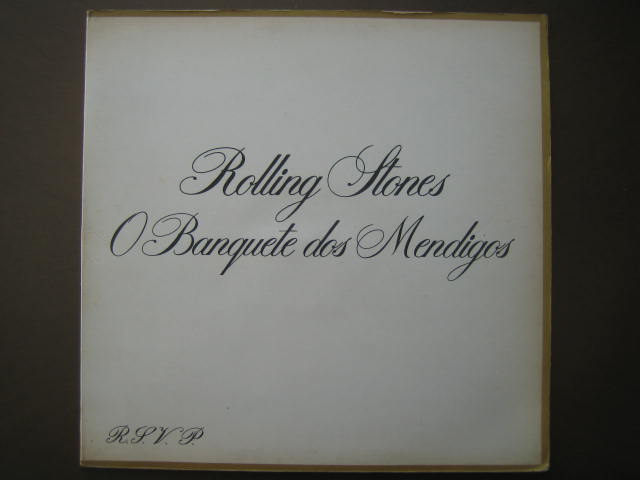 Rolling Stones
O Banquete dos Mendigos
R.S.V.P.